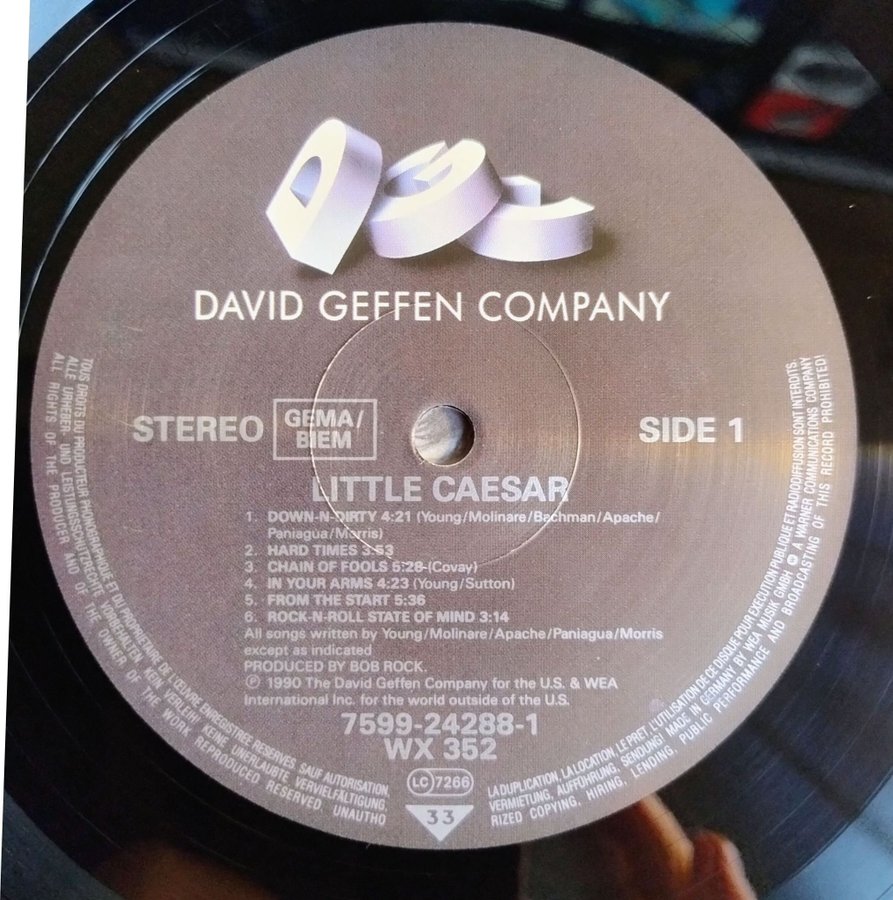 DGC
DAVID GEFFEN COMPANY
STEREO
GEMA/
BIEM
SIDE 1
LITTLE CAESAR
1. DOWN-N-DIRTY 4:21 (Young/Molinare/Bachman/Apache/
Paniagua/Morris)
2. HARD TIMES 3:53
3. CHAIN OF FOOLS 5:28 (Covay)
4. IN YOUR ARMS 4:23 (Young/Sutton)
5. FROM THE START 5:36
6. ROCK-N-ROLL STATE OF MIND 3:14
All songs written by Young/Molinare/Apache/Paniagua/Morris
except as indicated
PRODUCED BY BOB ROCK.
℗ 1990 The David Geffen Company for the U.S. & WEA
International Inc. for the world outside of the U.S.
7599-24288-1
WX 352
LC 7266
33
TOUS DROITS DU PRODUCTEUR PHONOGRAPHIQUE ET DU PROPRIETAIRE DE L'ŒUVRE ENREGISTREE RESERVES. SAUF AUTORISATION,
LA DUPLICATION, LA LOCATION, LE PRET, L'UTILISATION DE CE DISQUE POUR EXECUTION PUBLIQUE ET RADIODIFFUSION SONT INTERDITS.
ALLE URHEBER- UND LEISTUNGSSCHUTZRECHTE VORBEHALTEN. KEIN VERLEIH! KEINE UNERLAUBTE VERVIELFÄLTIGUNG,
VERMIETUNG, AUFFÜHRUNG, SENDUNG. MADE IN GERMANY BY WEA MUSIK GMBH A WARNER COMMUNICATIONS COMPANY
ALL RIGHTS OF THE PRODUCER AND OF THE OWNER OF THE WORK REPRODUCED RESERVED UNAUTHO
RIZED COPYING, HIRING, LENDING, PUBLIC PERFORMANCE AND BROADCASTING OF THIS RECORD PROHIBITED!